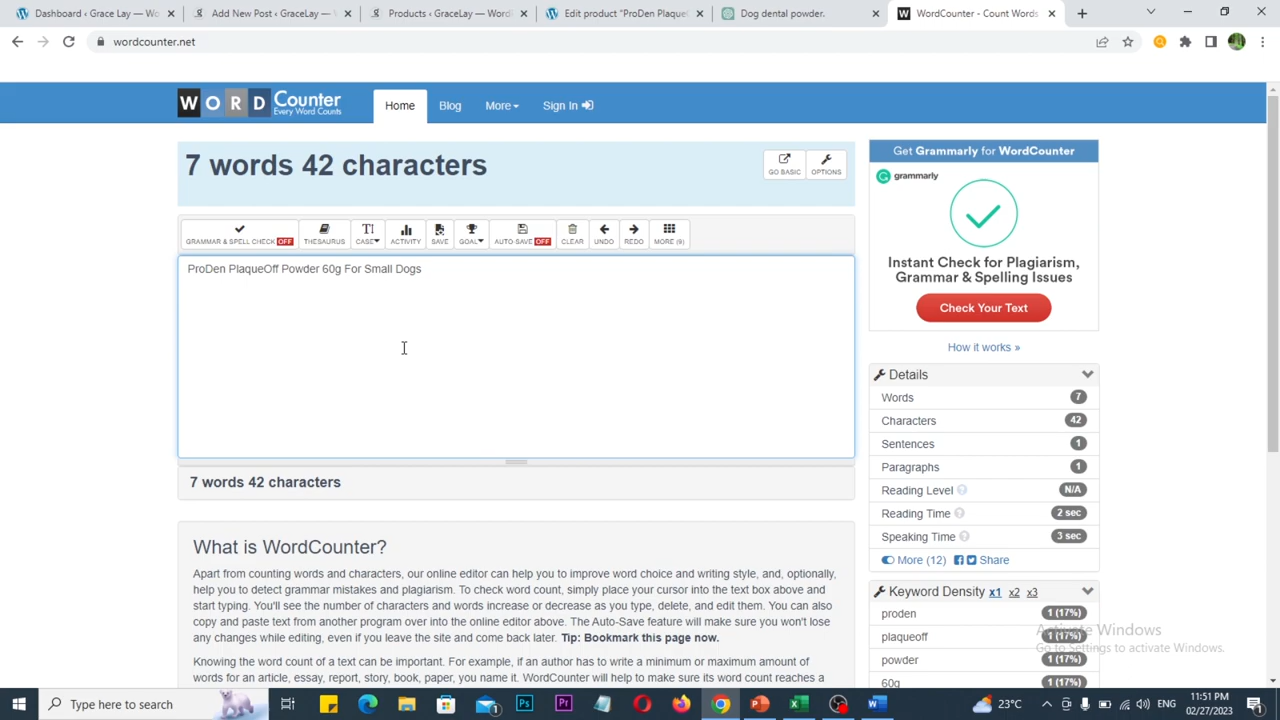 Dashboard ‹ Grace Lay — Wo
Add New Post ‹ GraceLay — W
Products ‹ GraceLay — WordPr
Edit product "ProDen PlaqueO
Dog dental powder.
WordCounter - Count Words
wordcounter.net
WORD Counter
Every Word Counts
Home
Blog
More
Sign In
7 words 42 characters
GO BASIC
OPTIONS
GRAMMAR & SPELL CHECK OFF
THESAURUS
CASE
ACTIVITY
SAVE
GOAL
AUTO-SAVE OFF
CLEAR
UNDO
REDO
MORE (9)
ProDen PlaqueOff Powder 60g For Small Dogs
7 words 42 characters
What is WordCounter?
Apart from counting words and characters, our online editor can help you to improve word choice and writing style, and, optionally,
help you to detect grammar mistakes and plagiarism. To check word count, simply place your cursor into the text box above and
start typing. You'll see the number of characters and words increase or decrease as you type, delete, and edit them. You can also
copy and paste text from another program over into the online editor above. The Auto-Save feature will make sure you won't lose
any changes while editing, even if you leave the site and come back later. Tip: Bookmark this page now.
Knowing the word count of a text can be important. For example, if an author has to write a minimum or maximum amount of
words for an article, essay, report, story, book, paper, you name it. WordCounter will help to make sure its word count reaches a
Get Grammarly for WordCounter
grammarly
Instant Check for Plagiarism,
Grammar & Spelling Issues
Check Your Text
How it works »
Details
Words 7
Characters 42
Sentences 1
Paragraphs 1
Reading Level N/A
Reading Time 2 sec
Speaking Time 3 sec
More (12) Share
Keyword Density x1 x2 x3
proden 1 (17%)
plaqueoff 1 (17%)
powder 1 (17%)
60g 1 (17%)
Activate Windows
Go to Settings to activate Windows.
Type here to search
23°C
ENG
11:51 PM
02/27/2023